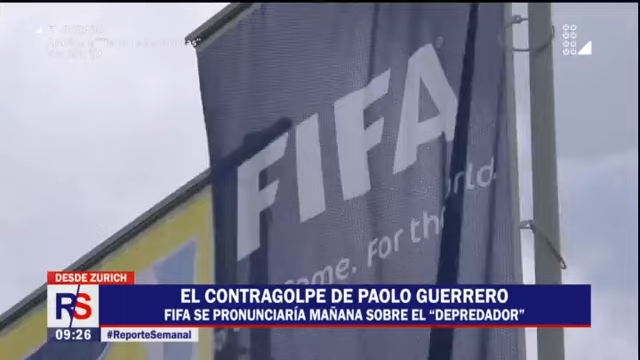 FIFA
For the World.
DESDE ZURICH
RS
EL CONTRAGOLPE DE PAOLO GUERRERO
FIFA SE PRONUNCIARÍA MAÑANA SOBRE EL “DEPREDADOR”
09:26
#ReporteSemanal